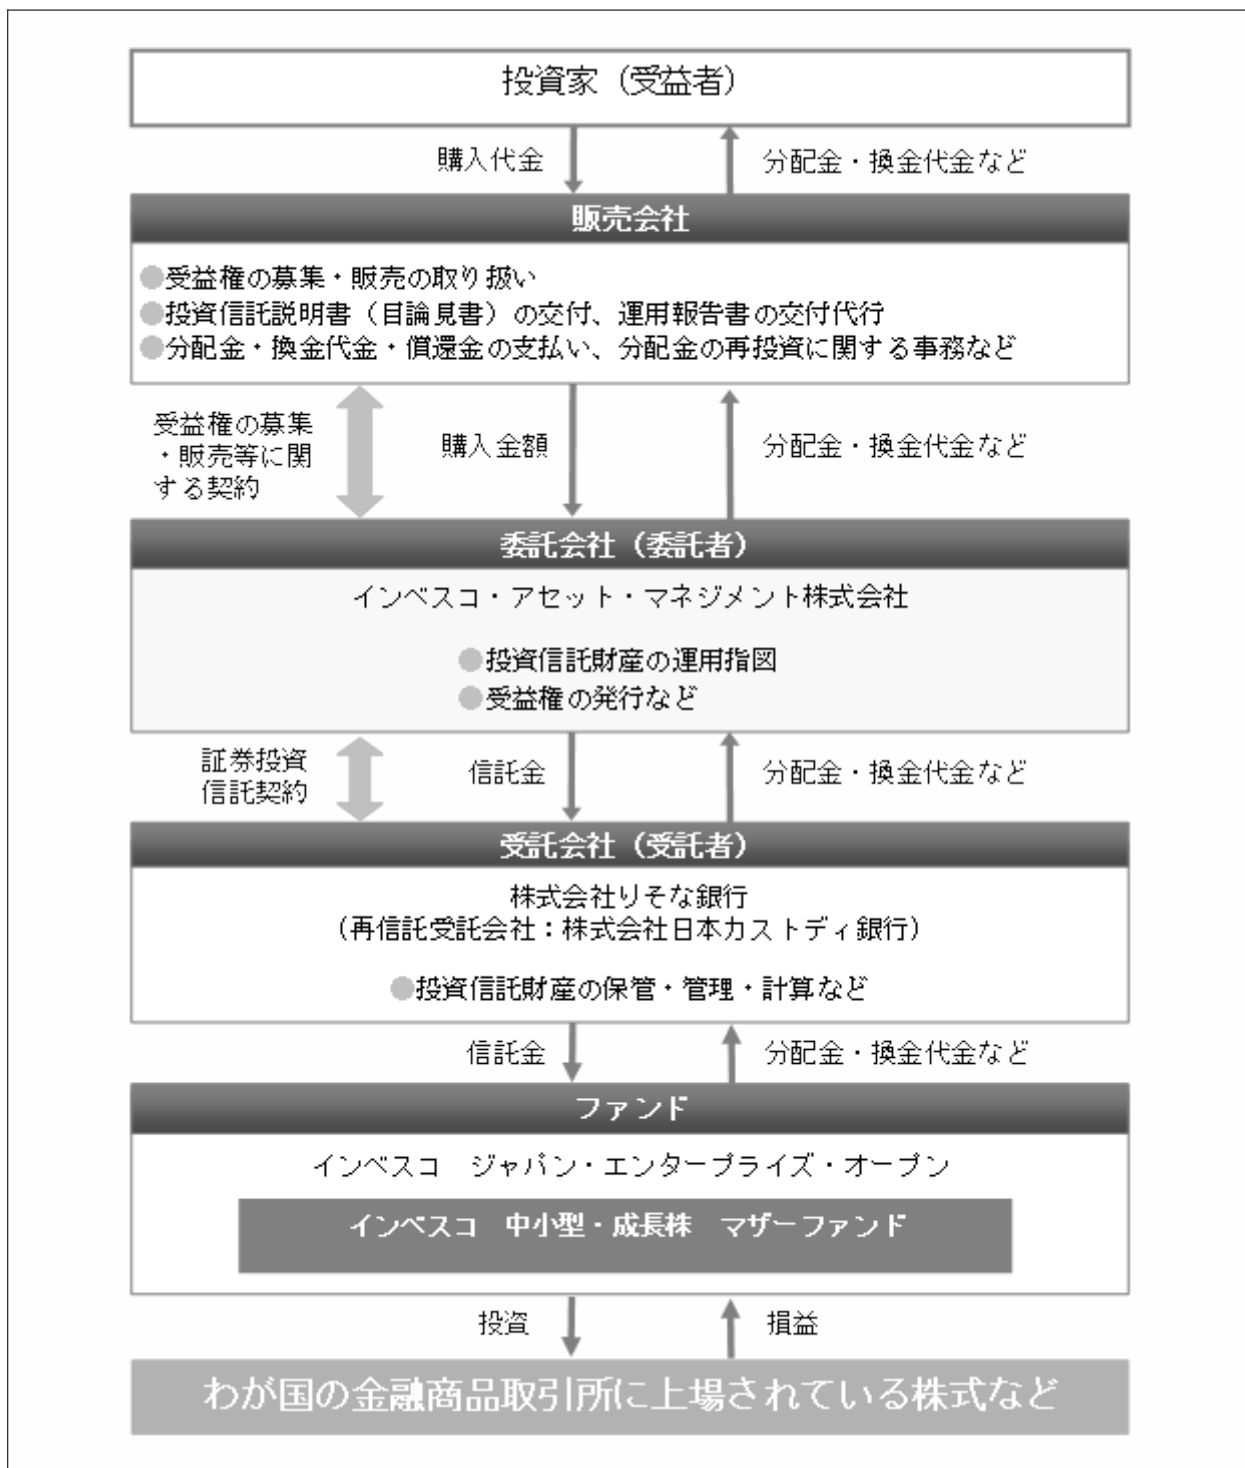 投資家（受益者）
購入代金
分配金・換金代金など
販売会社
●受益権の募集・販売の取り扱い
●投資信託説明書（目論見書）の交付、運用報告書の交付代行
●分配金・換金代金・償還金の支払い、分配金の再投資に関する事務など
受益権の募集
・販売等に関
する契約
購入金額
分配金・換金代金など
委託会社（委託者）
インベスコ・アセット・マネジメント株式会社
●投資信託財産の運用指図
●受益権の発行など
証券投資
信託契約
信託金
分配金・換金代金など
受託会社（受託者）
株式会社りそな銀行
（再信託受託会社：株式会社日本カストディ銀行）
●投資信託財産の保管・管理・計算など
信託金
分配金・換金代金など
ファンド
インベスコ　ジャパン・エンタープライズ・オープン
インベスコ　中小型・成長株　マザーファンド
投資
損益
わが国の金融商品取引所に上場されている株式など